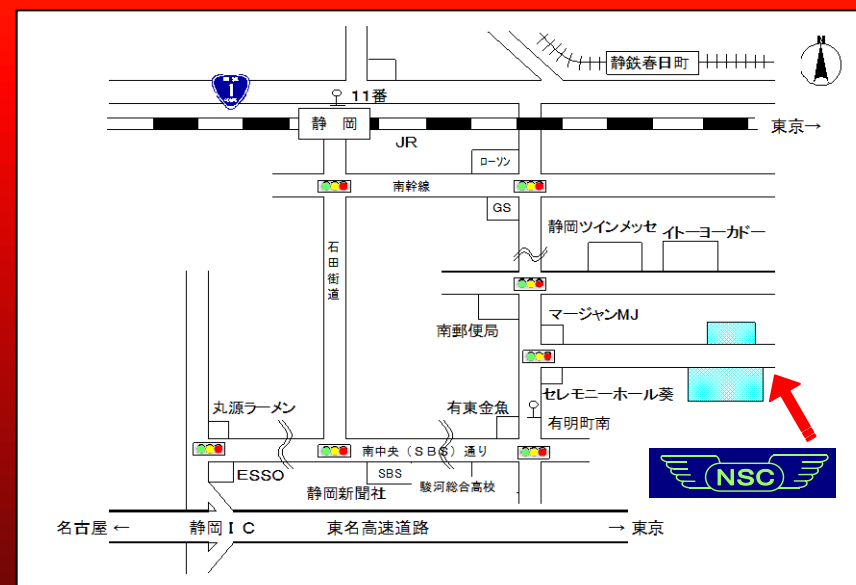 N
静鉄春日町
1
11番
静 岡
東京→
JR
ローソン
南幹線
GS
静岡ツインメッセ
イトーヨーカドー
石田街道
マージャンMJ
南郵便局
セレモニーホール葵
丸源ラーメン
有東金魚
有明町南
南中央(SBS)通り
ESSO
SBS
駿河総合高校
静岡新聞社
NSC
名古屋 ←
静岡IC
東名高速道路
→ 東京